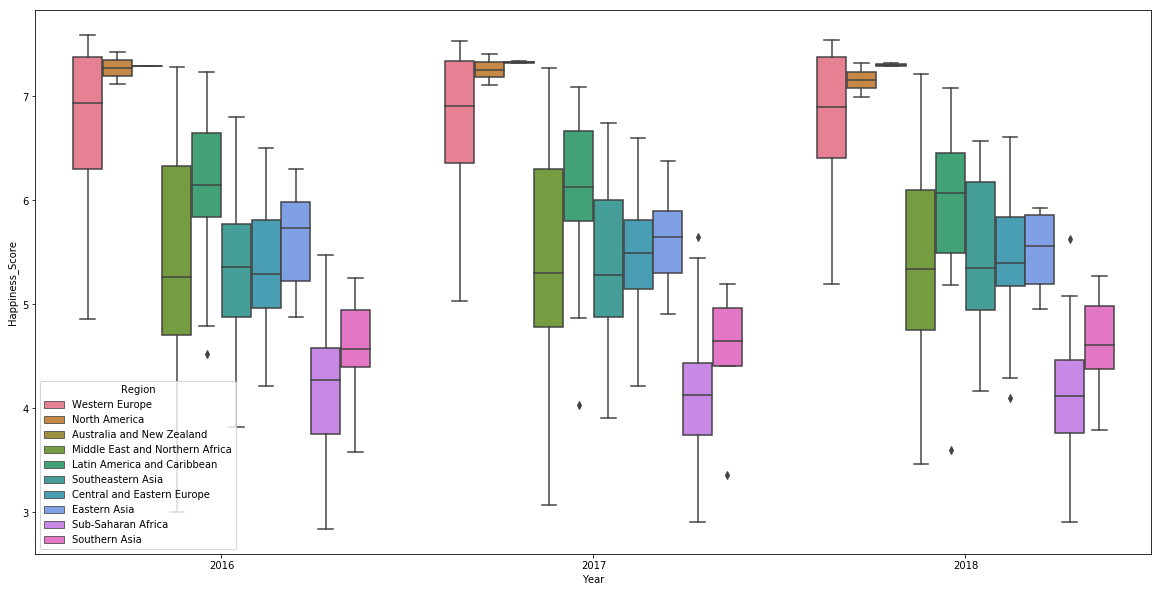 Happiness_Score
7
6
5
4
3
Region
Western Europe
North America
Australia and New Zealand
Middle East and Northern Africa
Latin America and Caribbean
Southeastern Asia
Central and Eastern Europe
Eastern Asia
Sub-Saharan Africa
Southern Asia
2016
2017
2018
Year